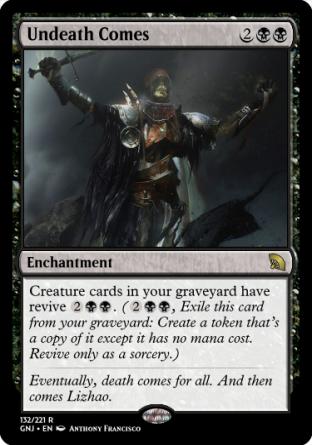 Undeath Comes 2
Enchantment
Creature cards in your graveyard have
revive 2. (2, Exile this card
from your graveyard: Create a token that's
a copy of it except it has no mana cost.
Revive only as a sorcery.)
Eventually, death comes for all. And then
comes Lizhao.
132/221 R
GNJ • EN Anthony Francisco